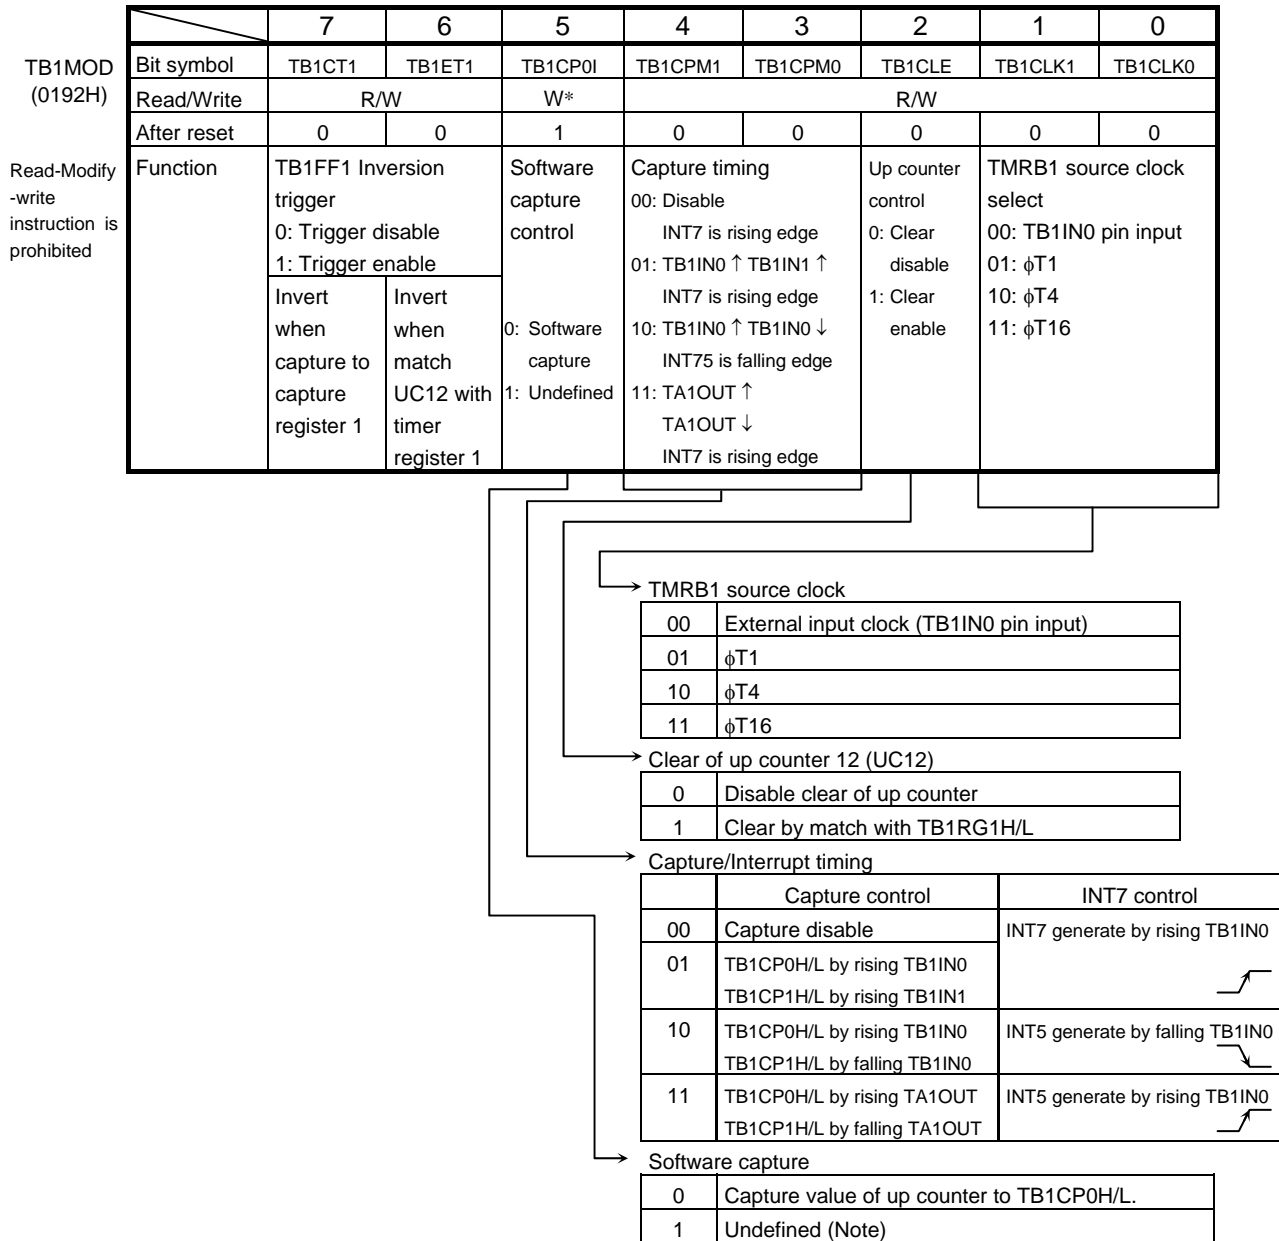 7 6 5 4 3 2 1 0
TB1MOD
(0192H)
Bit symbol TB1CT1 TB1ET1 TB1CP0I TB1CPM1 TB1CPM0 TB1CLE TB1CLK1 TB1CLK0
Read/Write R/W W* R/W
After reset 0 0 1 0 0 0 0 0
Read-Modify
-write
instruction is
prohibited
Function
TB1FF1 Inversion
trigger
0: Trigger disable
1: Trigger enable
Invert
when
capture to
capture
register 1
Invert
when
match
UC12 with
timer
register 1
Software
capture
control
0: Software
capture
1: Undefined
Capture timing
00: Disable
INT7 is rising edge
01: TB1IN0 ↑ TB1IN1 ↑
INT7 is rising edge
10: TB1IN0 ↑ TB1IN0 ↓
INT75 is falling edge
11: TA1OUT ↑
TA1OUT ↓
INT7 is rising edge
Up counter
control
0: Clear
disable
1: Clear
enable
TMRB1 source clock
select
00: TB1IN0 pin input
01: ϕT1
10: ϕT4
11: ϕT16
TMRB1 source clock
00 External input clock (TB1IN0 pin input)
01 ϕT1
10 ϕT4
11 ϕT16
Clear of up counter 12 (UC12)
0 Disable clear of up counter
1 Clear by match with TB1RG1H/L
Capture/Interrupt timing
Capture control INT7 control
00 Capture disable INT7 generate by rising TB1IN0
01 TB1CP0H/L by rising TB1IN0
TB1CP1H/L by rising TB1IN1
10 TB1CP0H/L by rising TB1IN0 INT5 generate by falling TB1IN0
TB1CP1H/L by falling TB1IN0
11 TB1CP0H/L by rising TA1OUT INT5 generate by rising TB1IN0
TB1CP1H/L by falling TA1OUT
Software capture
0 Capture value of up counter to TB1CP0H/L.
1 Undefined (Note)